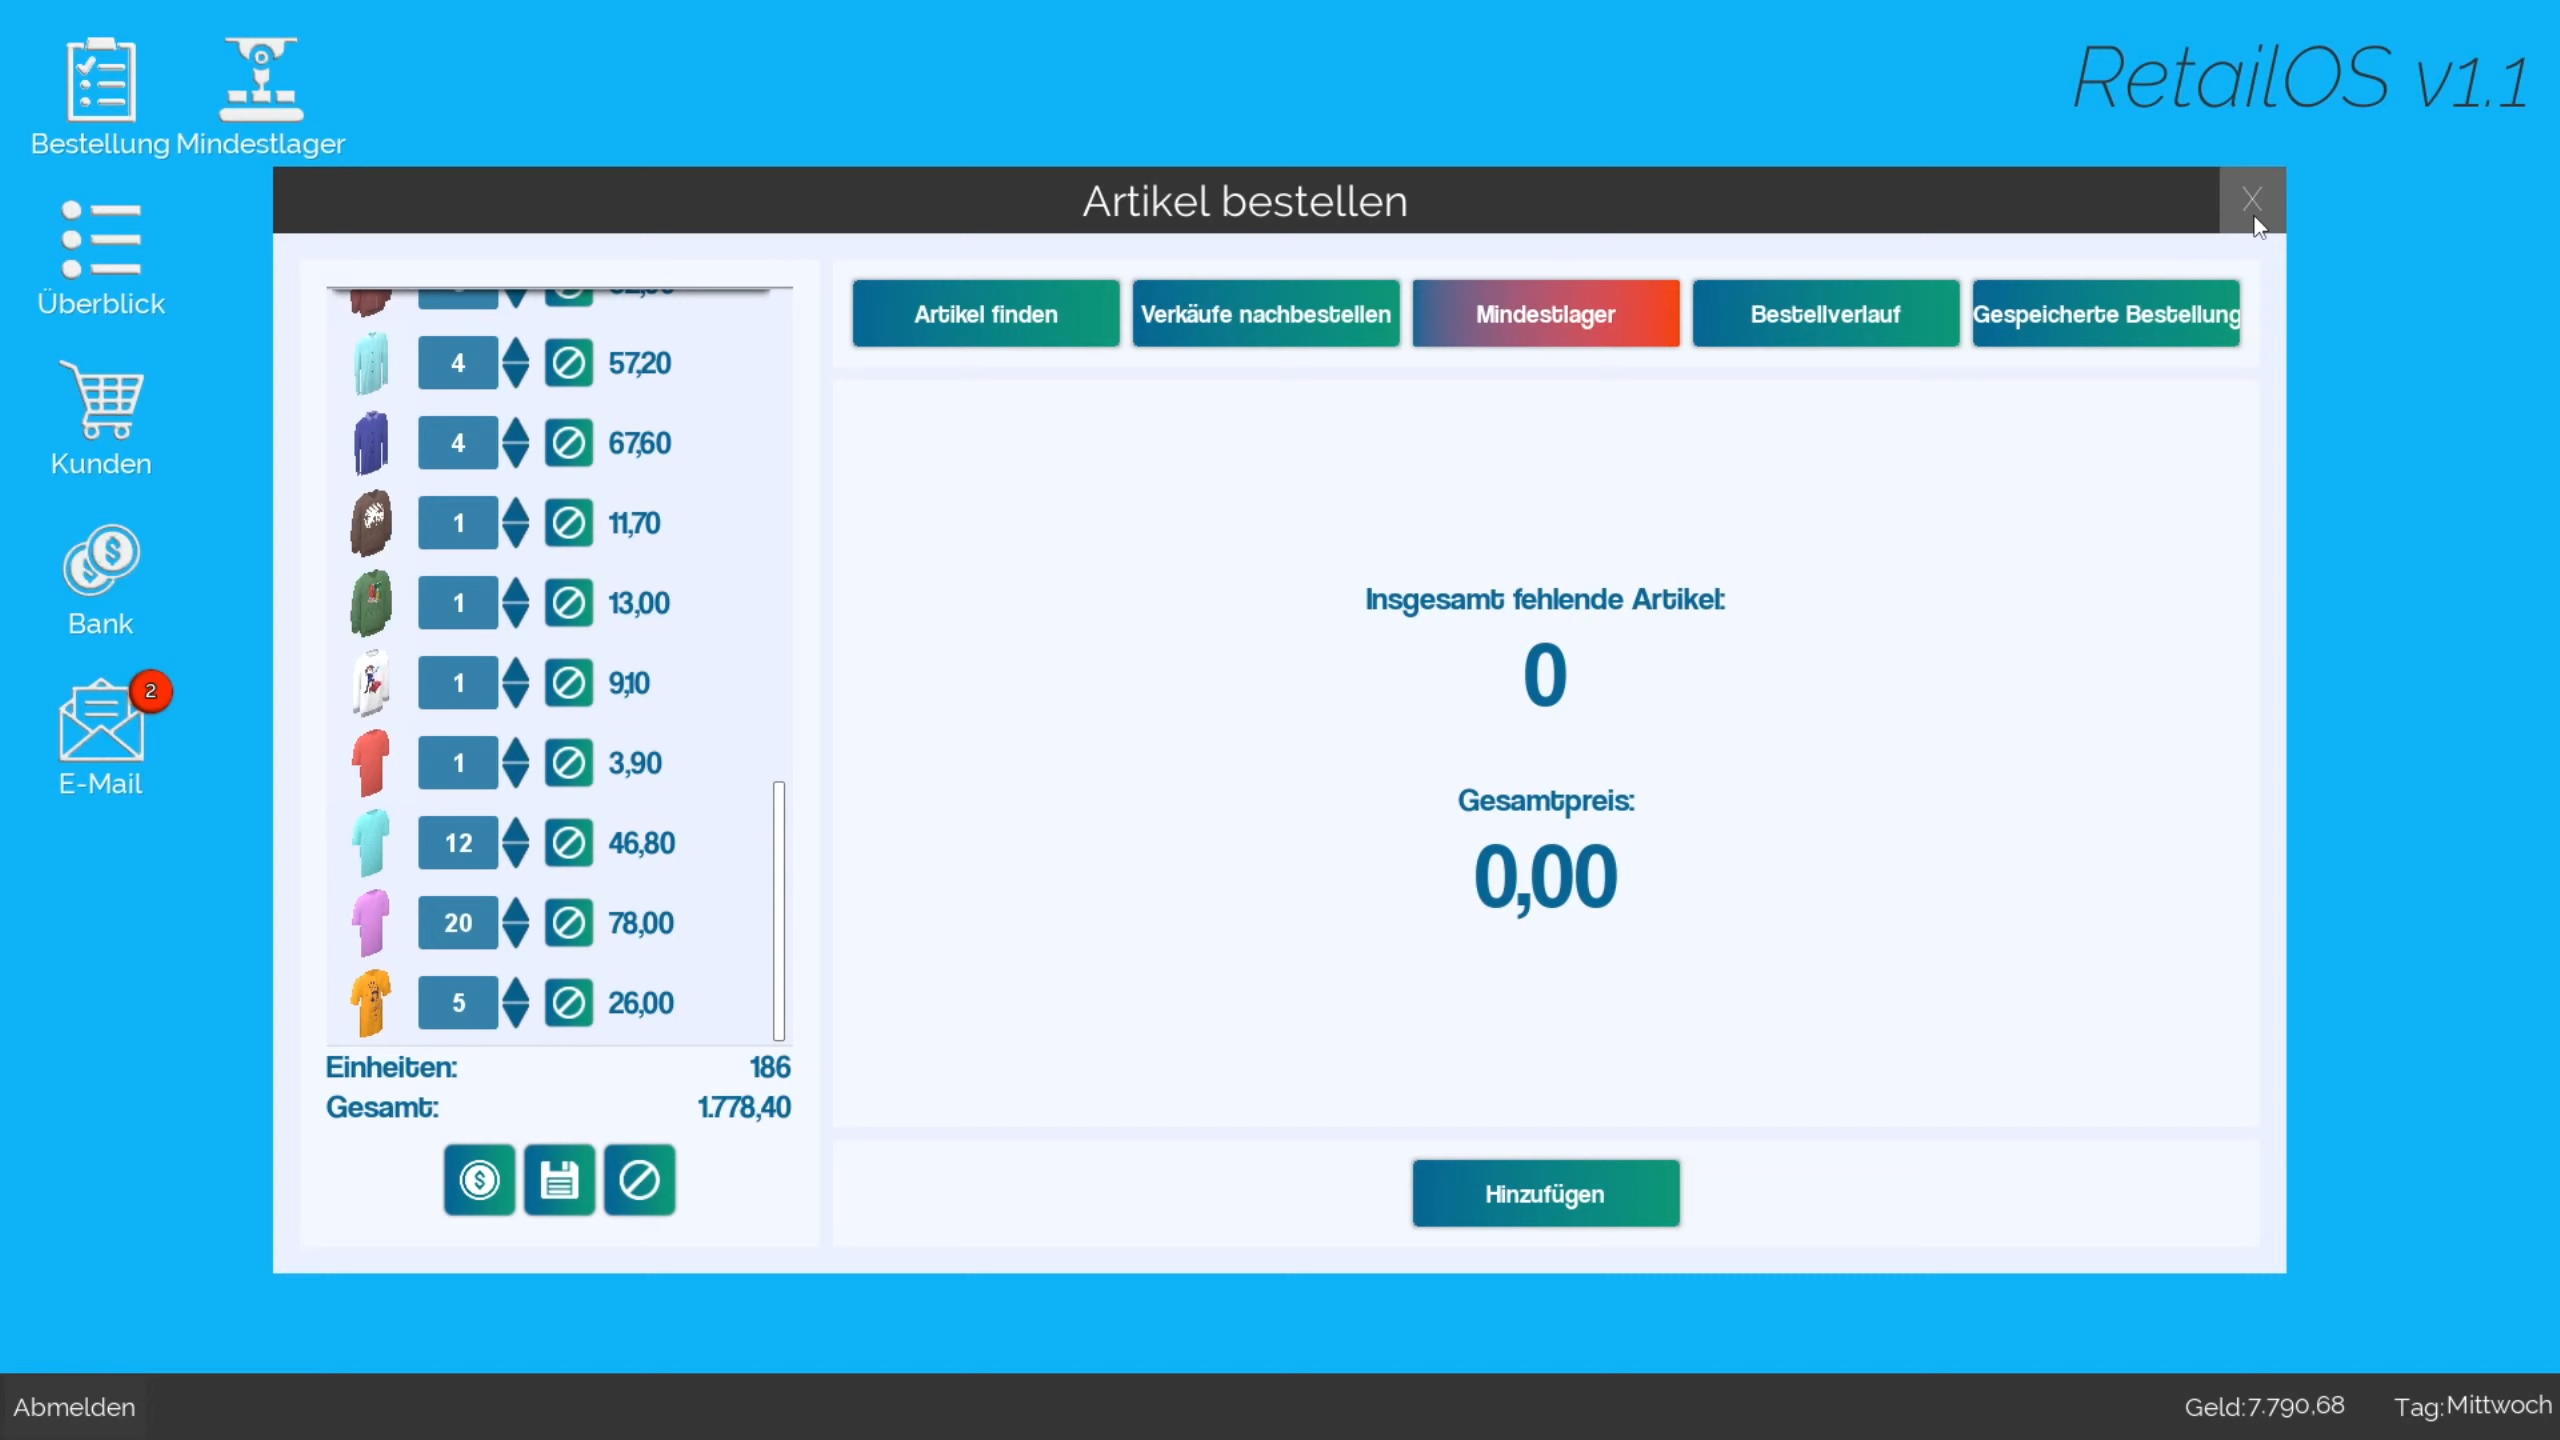 RetailOS v1.1
Bestellung Mindestlager
Überblick
Kunden
Bank
2
E-Mail
Artikel bestellen
X
4 57,20
4 67,60
1 11,70
1 13,00
1 9,10
1 3,90
12 46,80
20 78,00
5 26,00
Einheiten: 186
Gesamt: 1.778,40
Artikel finden
Verkäufe nachbestellen
Mindestlager
Bestellverlauf
Gespeicherte Bestellung
Insgesamt fehlende Artikel:
0
Gesamtpreis:
0,00
Hinzufügen
Abmelden
Geld:7.790,68
Tag:Mittwoch